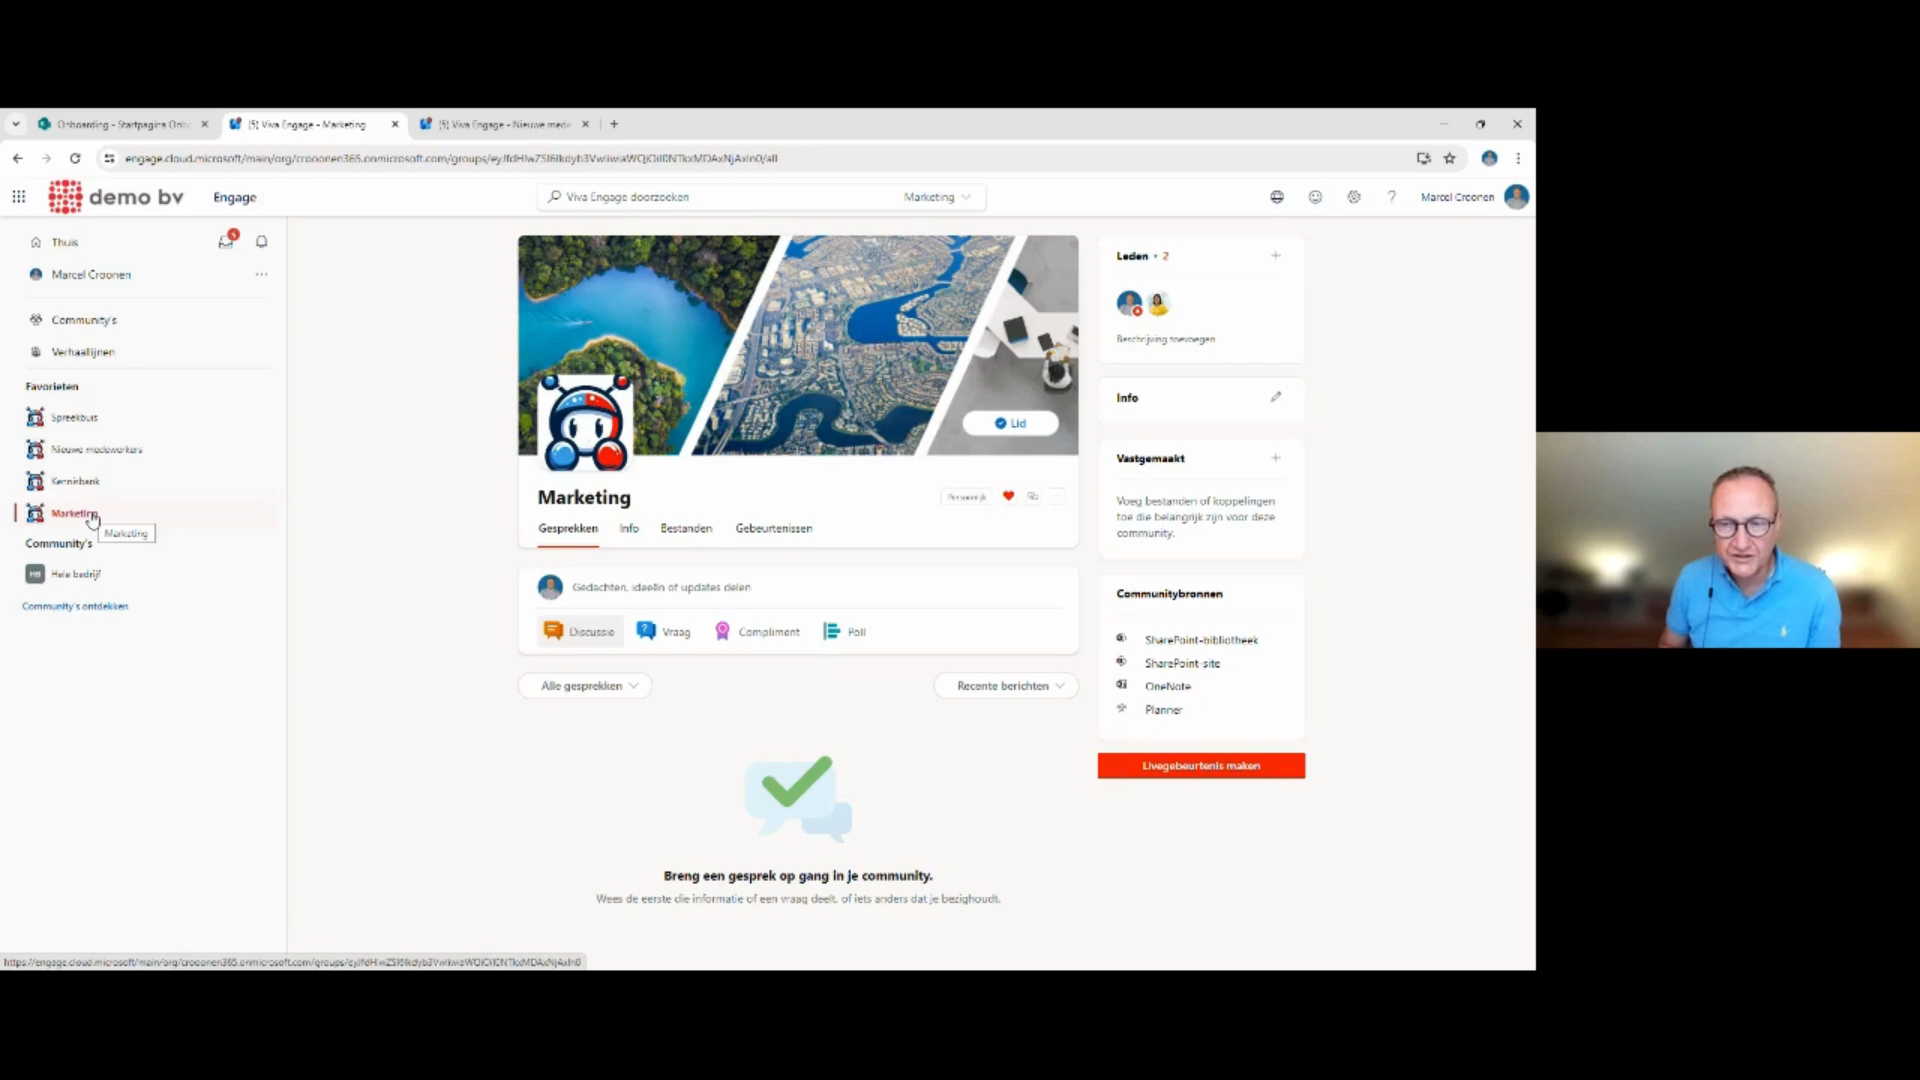 Onboarding - Startpagina Onb
(5) Viva Engage - Marketing
(5) Viva Engage - Nieuwe mede
demo bv
Engage
Viva Engage doorzoeken
Marketing
Marcel Croonen
Thuis
5
Marcel Croonen
Community's
Verhaallijnen
Favorieten
Spreekbuis
Nieuwe medewerkers
Kennisbank
Marketing
Marketing
Community's
HB
Hele bedrijf
Community's ontdekken
Lid
Marketing
Persoonlijk
Gesprekken
Info
Bestanden
Gebeurtenissen
Gedachten, ideeën of updates delen
Discussie
Vraag
Compliment
Poll
Alle gesprekken
Recente berichten
Breng een gesprek op gang in je community.
Wees de eerste die informatie of een vraag deelt, of iets anders dat je bezighoudt.
Leden · 2
Beschrijving toevoegen
Info
Vastgemaakt
Voeg bestanden of koppelingen
toe die belangrijk zijn voor deze
community.
Communitybronnen
SharePoint-bibliotheek
SharePoint-site
OneNote
Planner
Livegebeurtenis maken